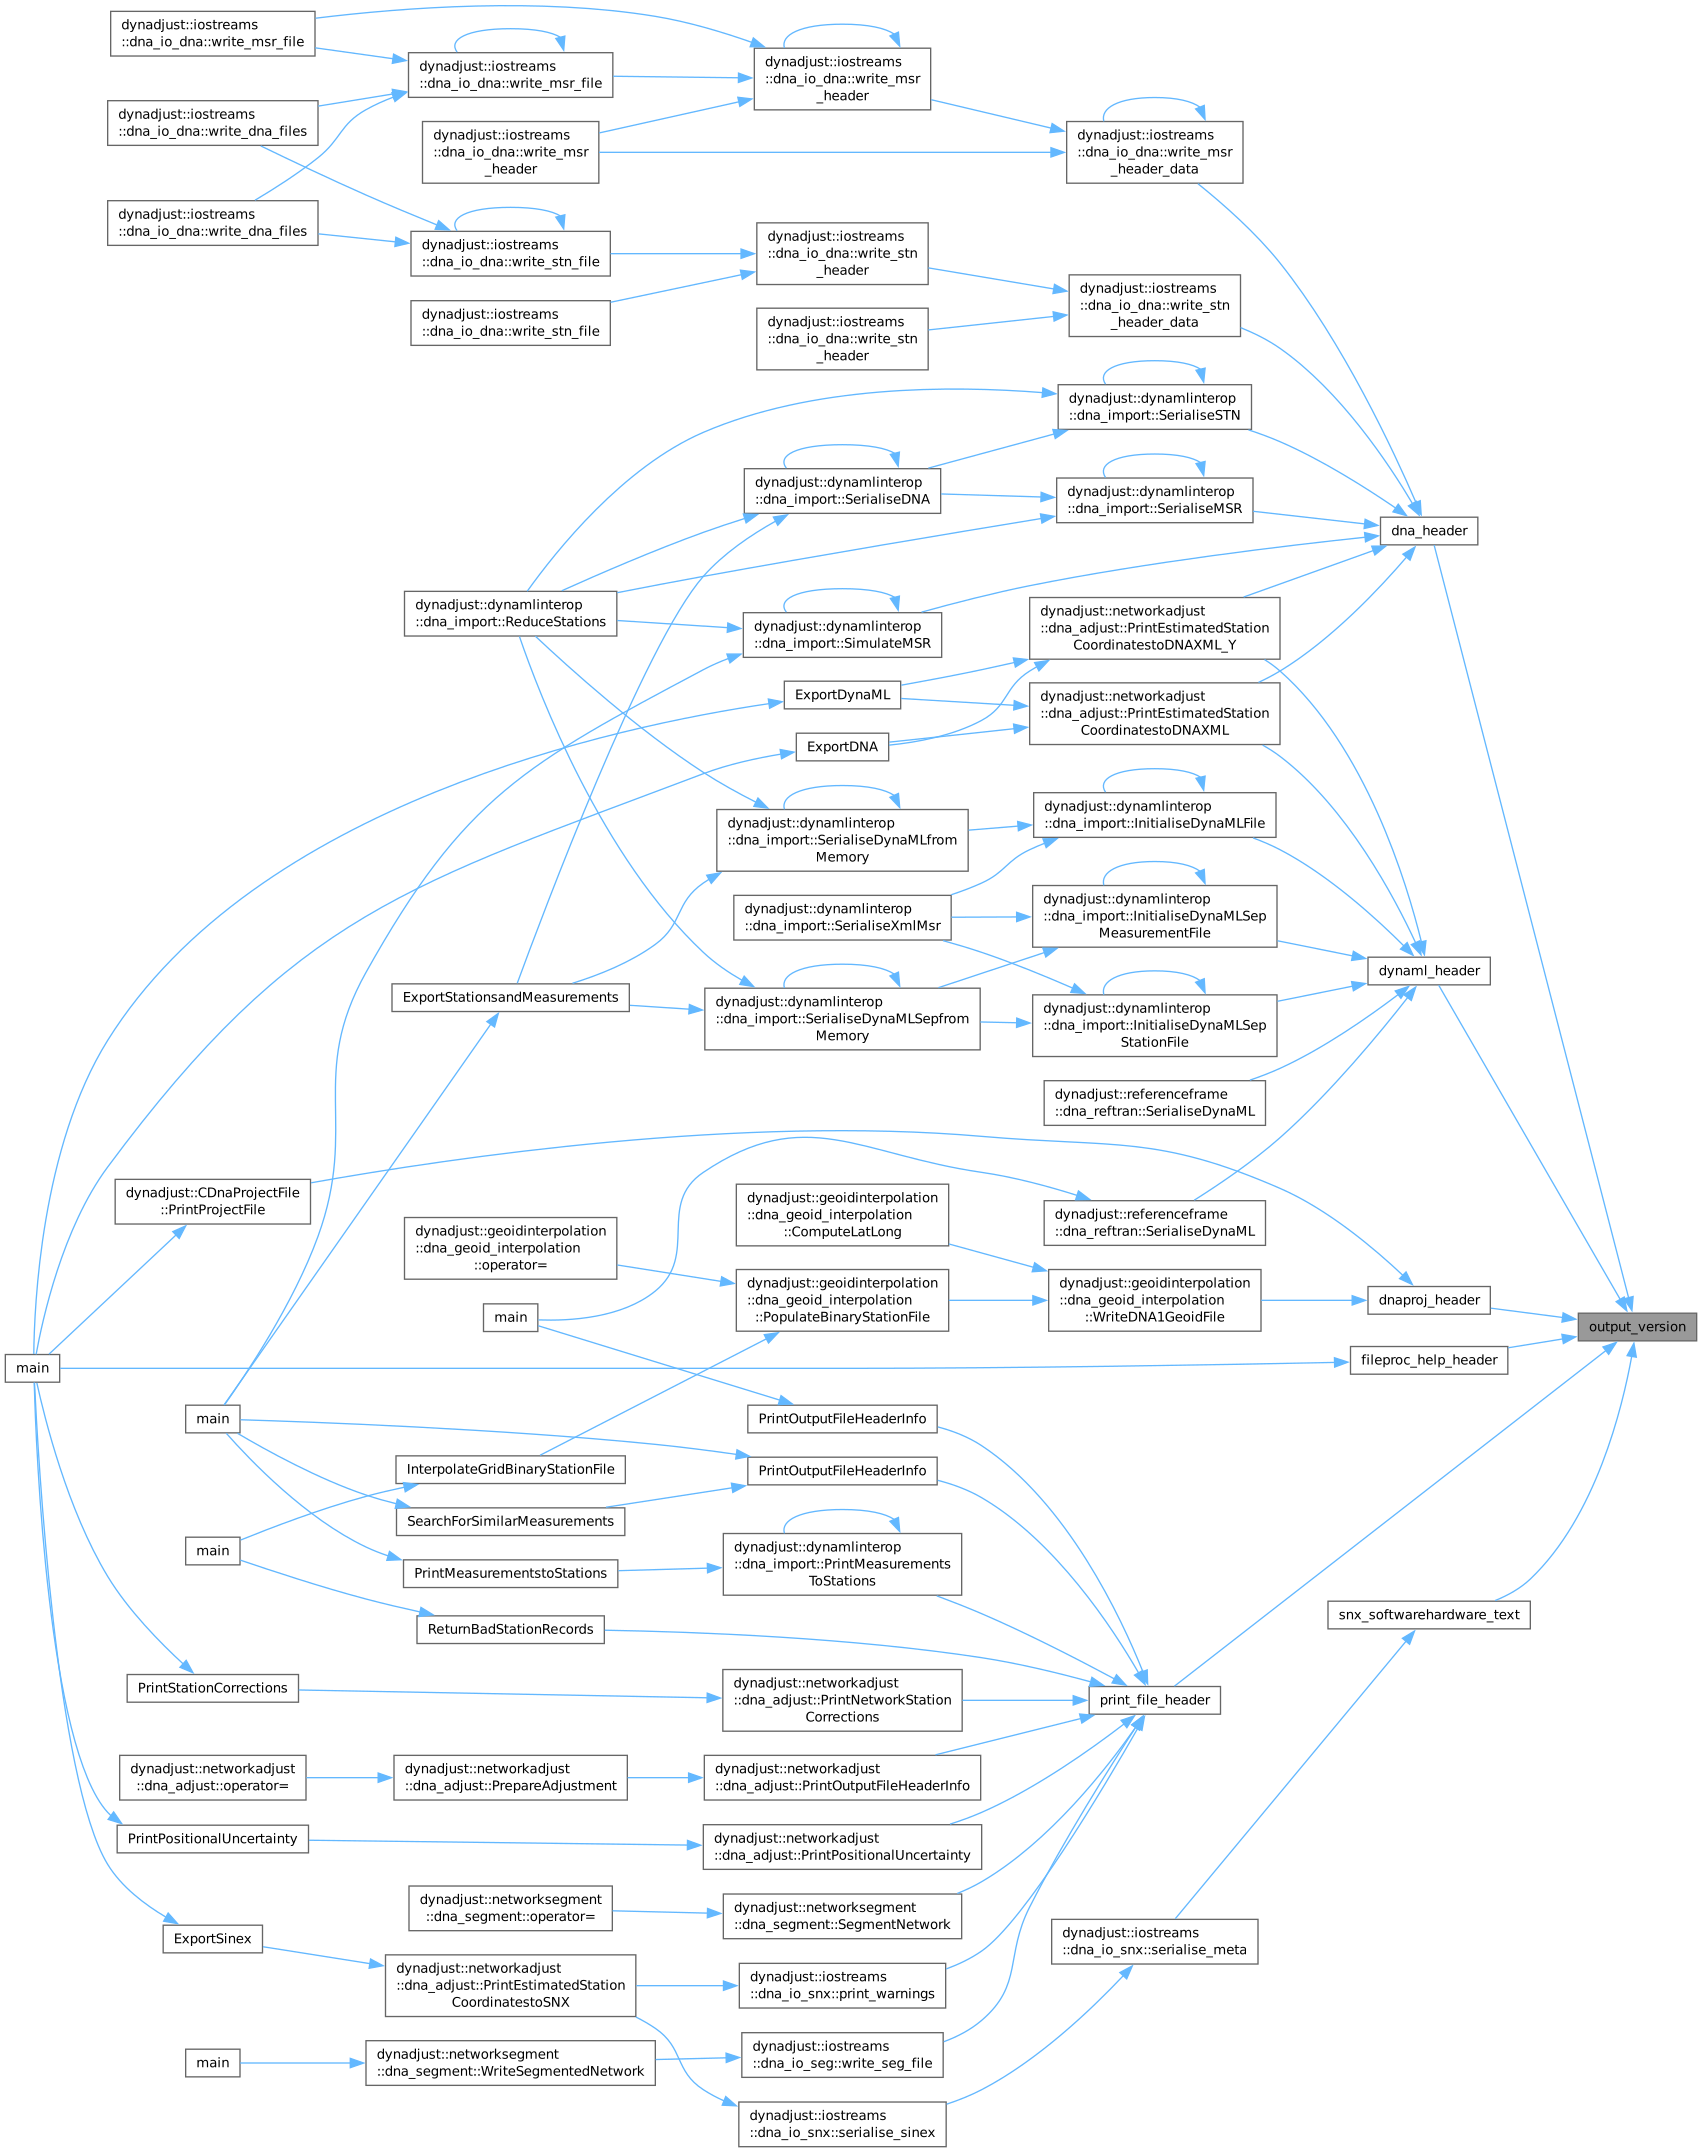 dynadjust::iostreams
::dna_io_dna::write_msr_file
dynadjust::iostreams
::dna_io_dna::write_msr_file
dynadjust::iostreams
::dna_io_dna::write_msr
_header
dynadjust::iostreams
::dna_io_dna::write_dna_files
dynadjust::iostreams
::dna_io_dna::write_msr
_header
dynadjust::iostreams
::dna_io_dna::write_msr
_header_data
dynadjust::iostreams
::dna_io_dna::write_dna_files
dynadjust::iostreams
::dna_io_dna::write_stn_file
dynadjust::iostreams
::dna_io_dna::write_stn
_header
dynadjust::iostreams
::dna_io_dna::write_stn_file
dynadjust::iostreams
::dna_io_dna::write_stn
_header
dynadjust::iostreams
::dna_io_dna::write_stn
_header_data
dynadjust::dynamlinterop
::dna_import::SerialiseSTN
dynadjust::dynamlinterop
::dna_import::SerialiseDNA
dynadjust::dynamlinterop
::dna_import::SerialiseMSR
dna_header
dynadjust::dynamlinterop
::dna_import::ReduceStations
dynadjust::dynamlinterop
::dna_import::SimulateMSR
dynadjust::networkadjust
::dna_adjust::PrintEstimatedStation
CoordinatestoDNAXML_Y
ExportDynaML
dynadjust::networkadjust
::dna_adjust::PrintEstimatedStation
CoordinatestoDNAXML
ExportDNA
dynadjust::dynamlinterop
::dna_import::SerialiseDynaMLfrom
Memory
dynadjust::dynamlinterop
::dna_import::InitialiseDynaMLFile
dynadjust::dynamlinterop
::dna_import::SerialiseXmlMsr
dynadjust::dynamlinterop
::dna_import::InitialiseDynaMLSep
MeasurementFile
dynaml_header
ExportStationsandMeasurements
dynadjust::dynamlinterop
::dna_import::SerialiseDynaMLSepfrom
Memory
dynadjust::dynamlinterop
::dna_import::InitialiseDynaMLSep
StationFile
dynadjust::referenceframe
::dna_reftran::SerialiseDynaML
dynadjust::CDnaProjectFile
::PrintProjectFile
dynadjust::geoidinterpolation
::dna_geoid_interpolation
::ComputeLatLong
dynadjust::referenceframe
::dna_reftran::SerialiseDynaML
dynadjust::geoidinterpolation
::dna_geoid_interpolation
::operator=
dynadjust::geoidinterpolation
::dna_geoid_interpolation
::PopulateBinaryStationFile
dynadjust::geoidinterpolation
::dna_geoid_interpolation
::WriteDNA1GeoidFile
dnaproj_header
main
output_version
main
fileproc_help_header
main
PrintOutputFileHeaderInfo
InterpolateGridBinaryStationFile
PrintOutputFileHeaderInfo
SearchForSimilarMeasurements
main
PrintMeasurementstoStations
dynadjust::dynamlinterop
::dna_import::PrintMeasurements
ToStations
snx_softwarehardware_text
ReturnBadStationRecords
PrintStationCorrections
dynadjust::networkadjust
::dna_adjust::PrintNetworkStation
Corrections
print_file_header
dynadjust::networkadjust
::dna_adjust::operator=
dynadjust::networkadjust
::dna_adjust::PrepareAdjustment
dynadjust::networkadjust
::dna_adjust::PrintOutputFileHeaderInfo
PrintPositionalUncertainty
dynadjust::networkadjust
::dna_adjust::PrintPositionalUncertainty
dynadjust::networksegment
::dna_segment::operator=
dynadjust::networksegment
::dna_segment::SegmentNetwork
ExportSinex
dynadjust::iostreams
::dna_io_snx::serialise_meta
dynadjust::networkadjust
::dna_adjust::PrintEstimatedStation
CoordinatestoSNX
dynadjust::iostreams
::dna_io_snx::print_warnings
main
dynadjust::networksegment
::dna_segment::WriteSegmentedNetwork
dynadjust::iostreams
::dna_io_seg::write_seg_file
dynadjust::iostreams
::dna_io_snx::serialise_sinex